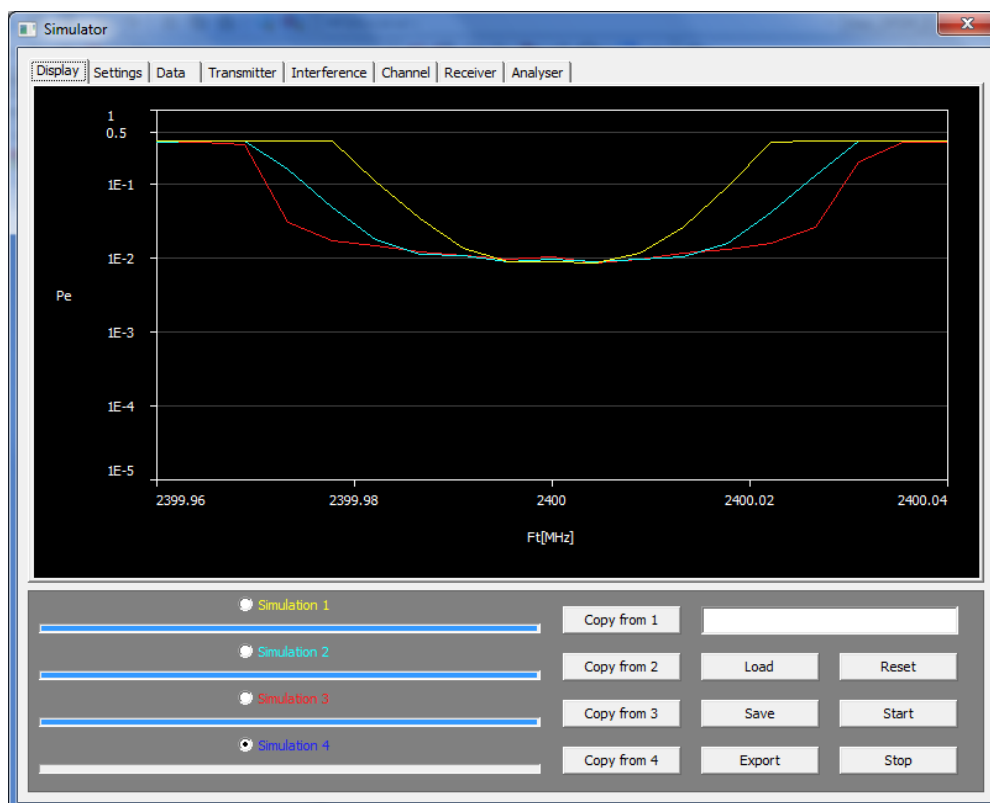 Simulator
Display Settings Data Transmitter Interference Channel Receiver Analyser
1
0.5
1E-1
1E-2
Pe
1E-3
1E-4
1E-5
2399.96 2399.98 2400 2400.02 2400.04
Ft[MHz]
Simulation 1
Copy from 1
Simulation 2
Copy from 2 Load Reset
Simulation 3
Copy from 3 Save Start
Simulation 4
Copy from 4 Export Stop